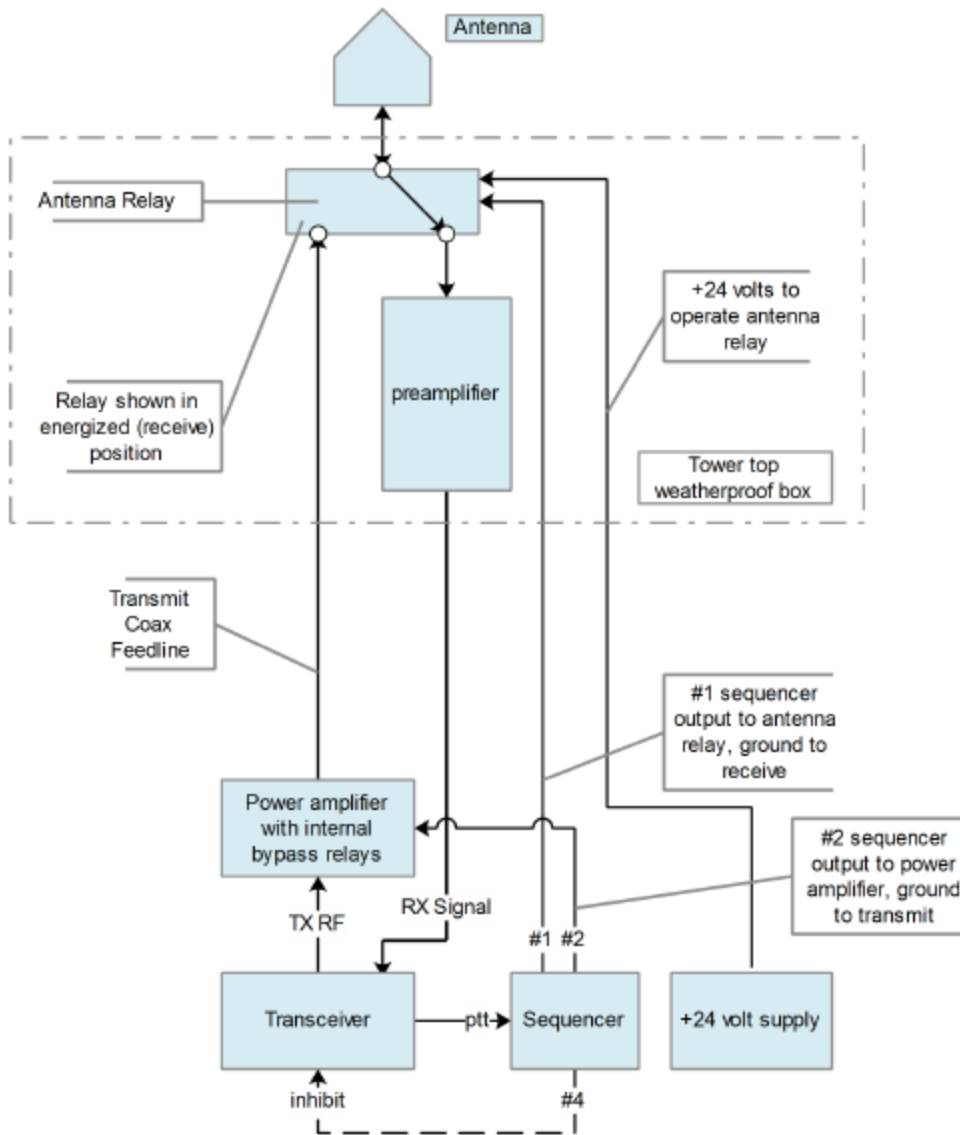 Antenna
Antenna Relay
+24 volts to
operate antenna
relay
preamplifier
Relay shown in
energized (receive)
position
Tower top
weatherproof box
Transmit
Coax
Feedline
#1 sequencer
output to antenna
relay, ground to
receive
Power amplifier
with internal
bypass relays
#2 sequencer
output to power
amplifier, ground
to transmit
TX RF
RX Signal
#1
#2
Transceiver
ptt
Sequencer
+24 volt supply
inhibit
#4